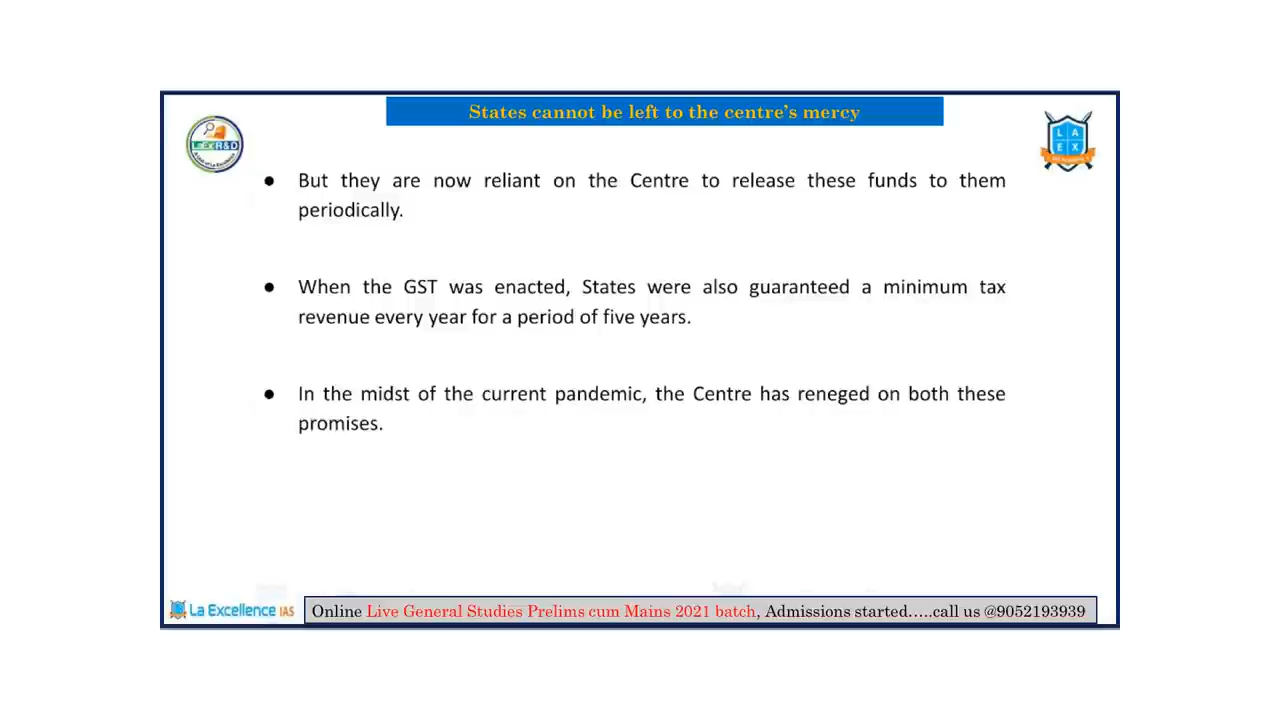 States cannot be left to the centre's mercy
LaEx R&D
L A
E X
● But they are now reliant on the Centre to release these funds to them
periodically.
● When the GST was enacted, States were also guaranteed a minimum tax
revenue every year for a period of five years.
● In the midst of the current pandemic, the Centre has reneged on both these
promises.
La Excellence IAS
Online Live General Studies Prelims cum Mains 2021 batch, Admissions started.....call us @9052193939